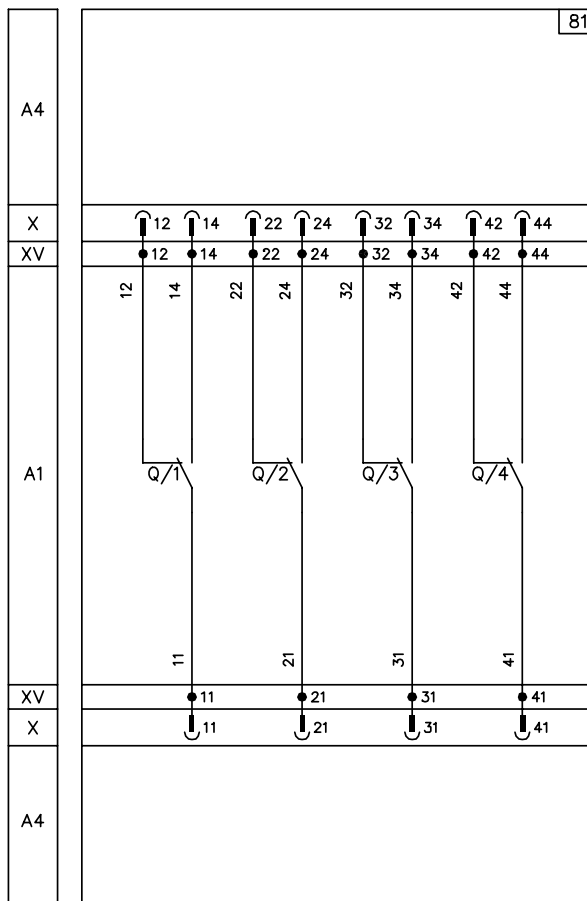 81
A4
X 12 14 22 24 32 34 42 44
XV 12 14 22 24 32 34 42 44
12 14 22 24 32 34 42 44
A1 Q/1 Q/2 Q/3 Q/4
11 21 31 41
XV 11 21 31 41
X 11 21 31 41
A4